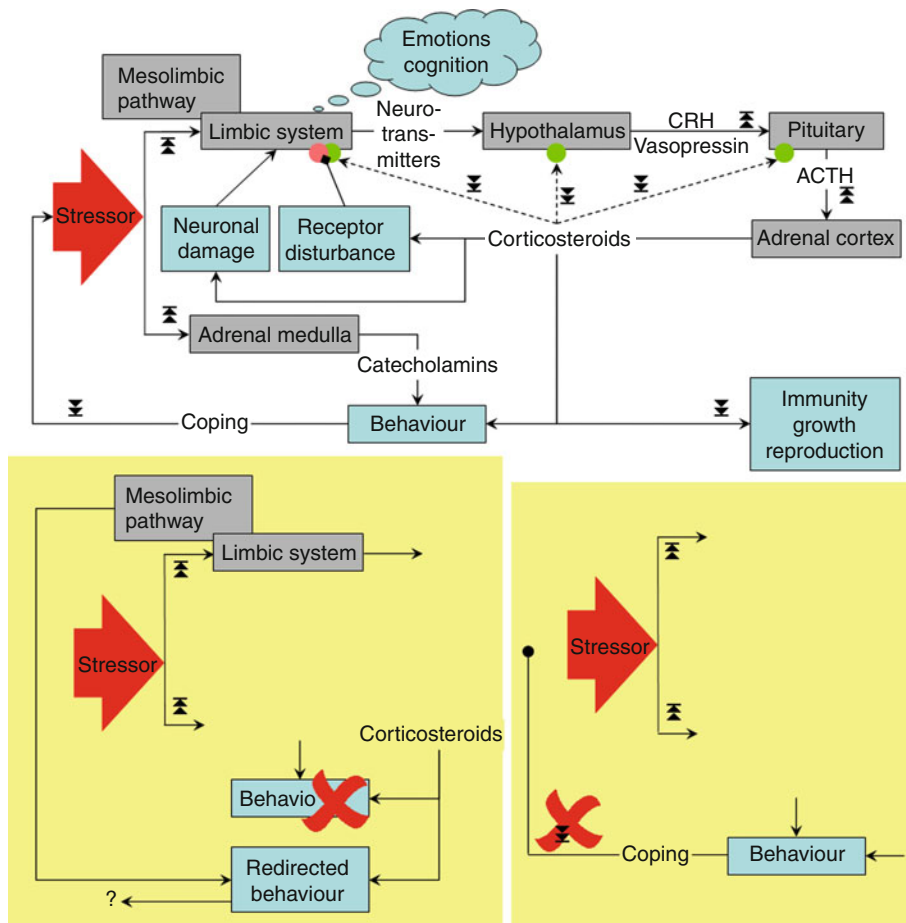 Emotions
cognition
Mesolimbic
pathway
Limbic system
Neuro-
trans-
mitters
Hypothalamus
CRH
Vasopressin
Pituitary
ACTH
Stressor
Neuronal
damage
Receptor
disturbance
Corticosteroids
Adrenal cortex
Adrenal medulla
Catecholamins
Coping
Behaviour
Immunity
growth
reproduction
Mesolimbic
pathway
Limbic system
Stressor
Corticosteroids
Behavio
Redirected
behaviour
?
Stressor
Coping
Behaviour